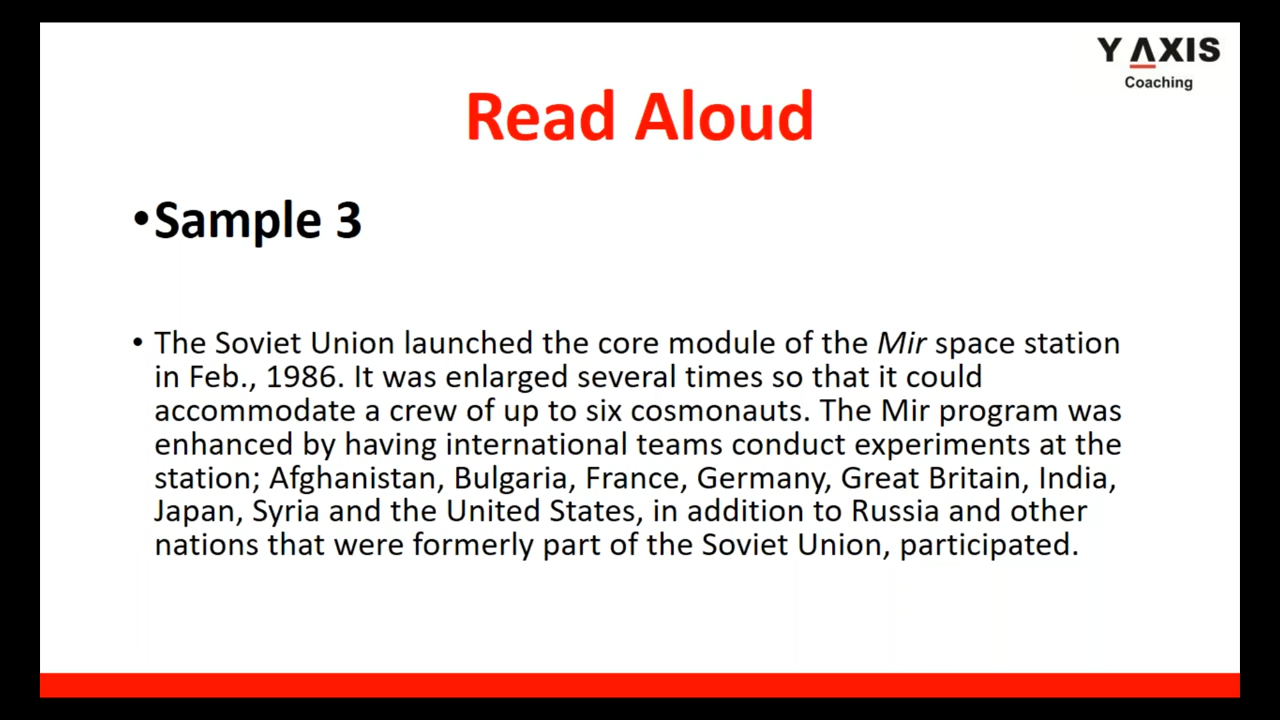 Y AXIS
Coaching
Read Aloud
•Sample 3
• The Soviet Union launched the core module of the Mir space station
in Feb., 1986. It was enlarged several times so that it could
accommodate a crew of up to six cosmonauts. The Mir program was
enhanced by having international teams conduct experiments at the
station; Afghanistan, Bulgaria, France, Germany, Great Britain, India,
Japan, Syria and the United States, in addition to Russia and other
nations that were formerly part of the Soviet Union, participated.